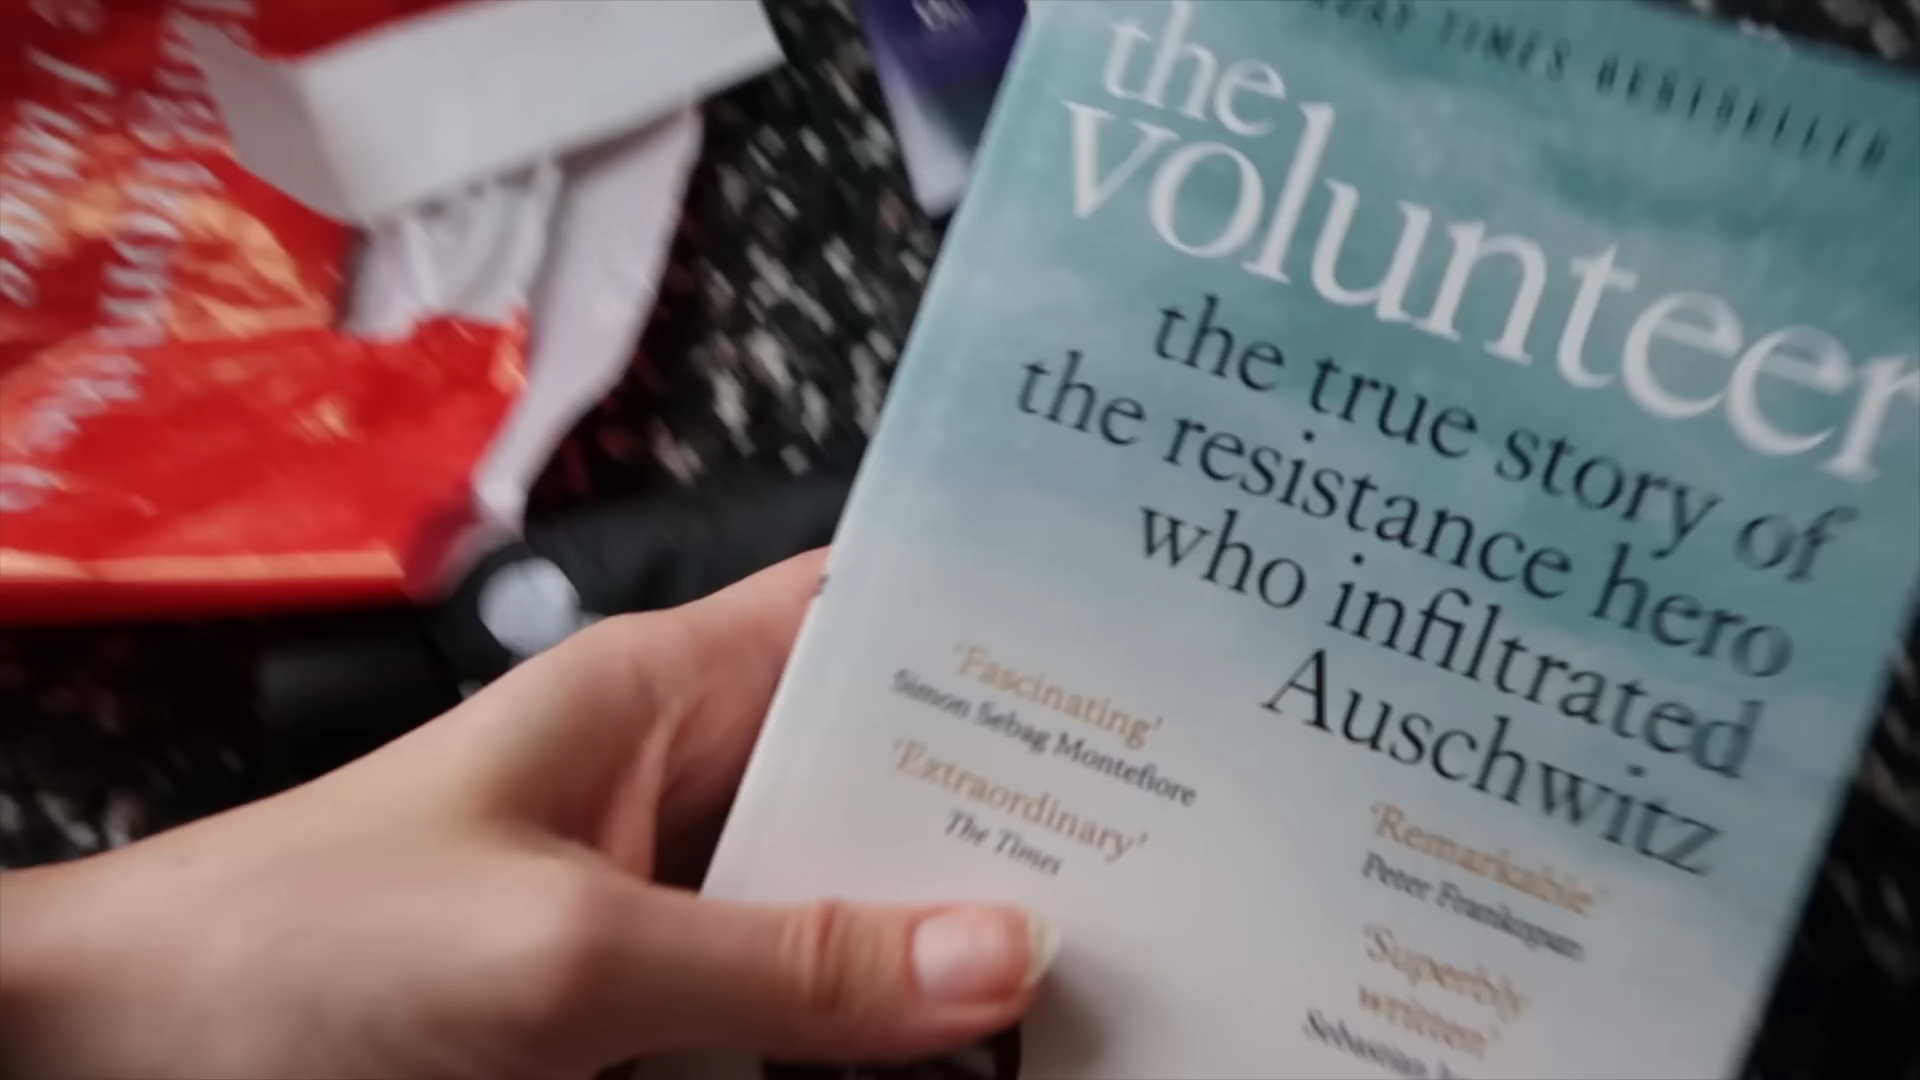 TIMES BESTSELLER
the
volunteer
the true story of
the resistance hero
who infiltrated
Auschwitz
‘Fascinating’
Simon Sebag Montefiore
‘Extraordinary’
The Times
‘Remarkable’
Peter Frankopan
‘Superbly
written’
Sebastian